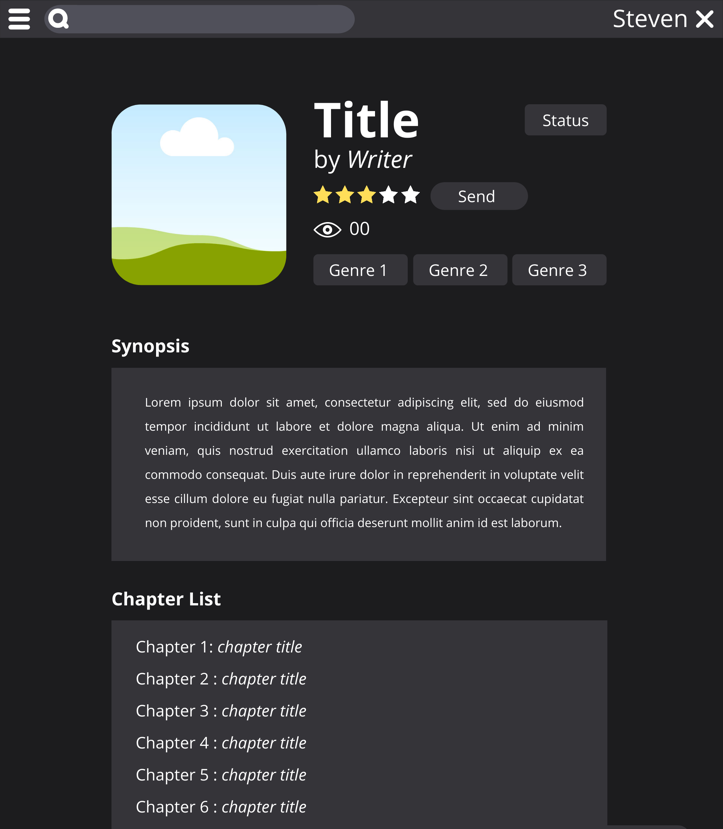 Steven
Title
Status
by Writer
Send
00
Genre 1 Genre 2 Genre 3
Synopsis
Lorem ipsum dolor sit amet, consectetur adipiscing elit, sed do eiusmod
tempor incididunt ut labore et dolore magna aliqua. Ut enim ad minim
veniam, quis nostrud exercitation ullamco laboris nisi ut aliquip ex ea
commodo consequat. Duis aute irure dolor in reprehenderit in voluptate velit
esse cillum dolore eu fugiat nulla pariatur. Excepteur sint occaecat cupidatat
non proident, sunt in culpa qui officia deserunt mollit anim id est laborum.
Chapter List
Chapter 1: chapter title
Chapter 2 : chapter title
Chapter 3 : chapter title
Chapter 4 : chapter title
Chapter 5 : chapter title
Chapter 6 : chapter title